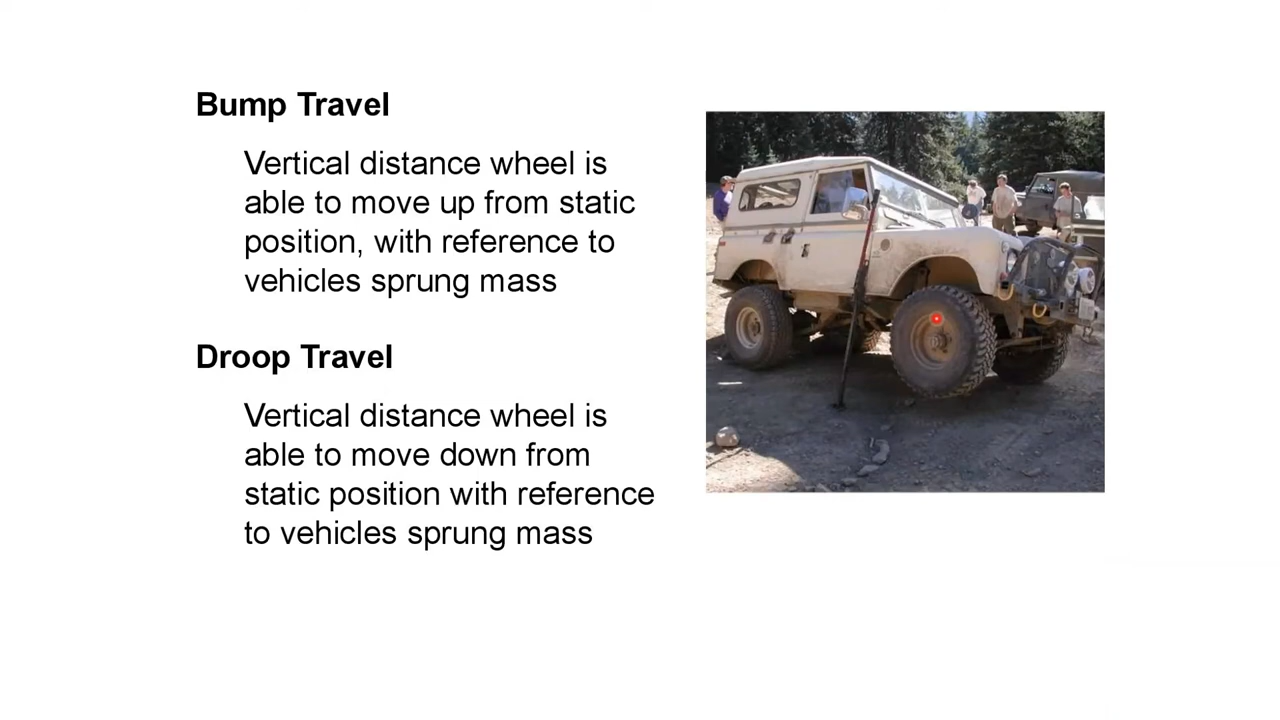 Bump Travel
Vertical distance wheel is
able to move up from static
position, with reference to
vehicles sprung mass
Droop Travel
Vertical distance wheel is
able to move down from
static position with reference
to vehicles sprung mass